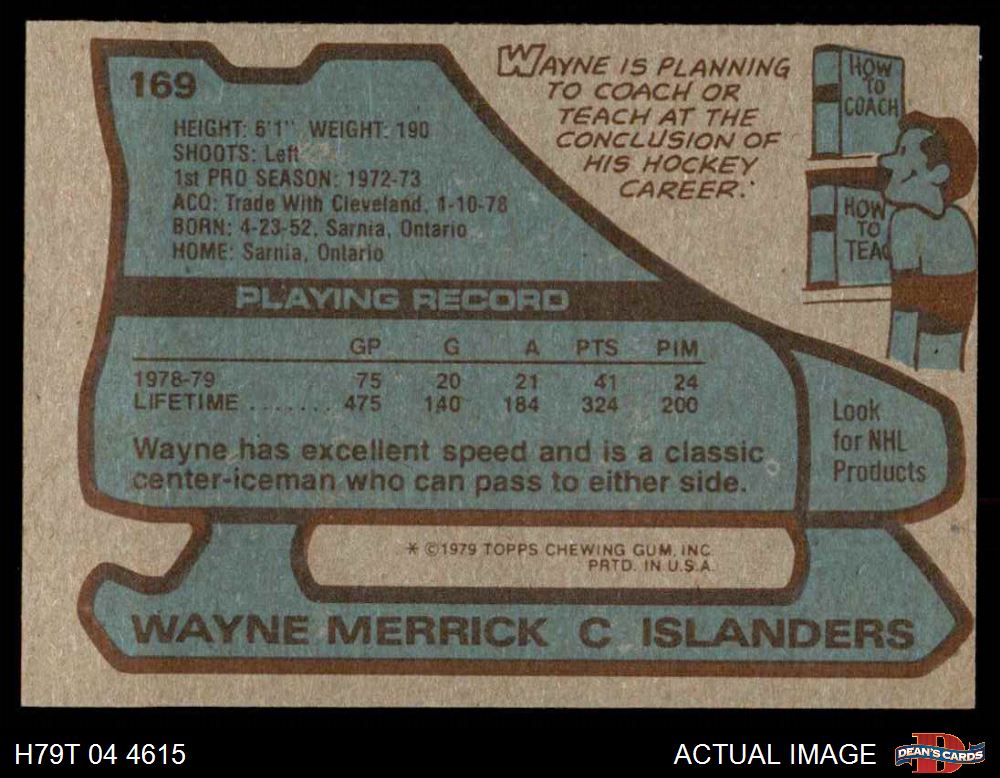 169
HEIGHT: 6'1" WEIGHT: 190
SHOOTS: Left
1st PRO SEASON: 1972-73
ACQ: Trade With Cleveland, 1-10-78
BORN: 4-23-52, Sarnia, Ontario
HOME: Sarnia, Ontario
WAYNE IS PLANNING
TO COACH OR
TEACH AT THE
CONCLUSION OF
HIS HOCKEY
CAREER.
HOW
TO
COACH
HOW
TO
TEAC
PLAYING RECORD
GP G A PTS PIM
1978-79 75 20 21 41 24
LIFETIME ....... 475 140 184 324 200
Wayne has excellent speed and is a classic
center-iceman who can pass to either side.
Look
for NHL
Products
* ©1979 TOPPS CHEWING GUM, INC.
PRTD. IN U.S.A.
WAYNE MERRICK C ISLANDERS
H79T 04 4615
ACTUAL IMAGE
DEAN'S CARDS